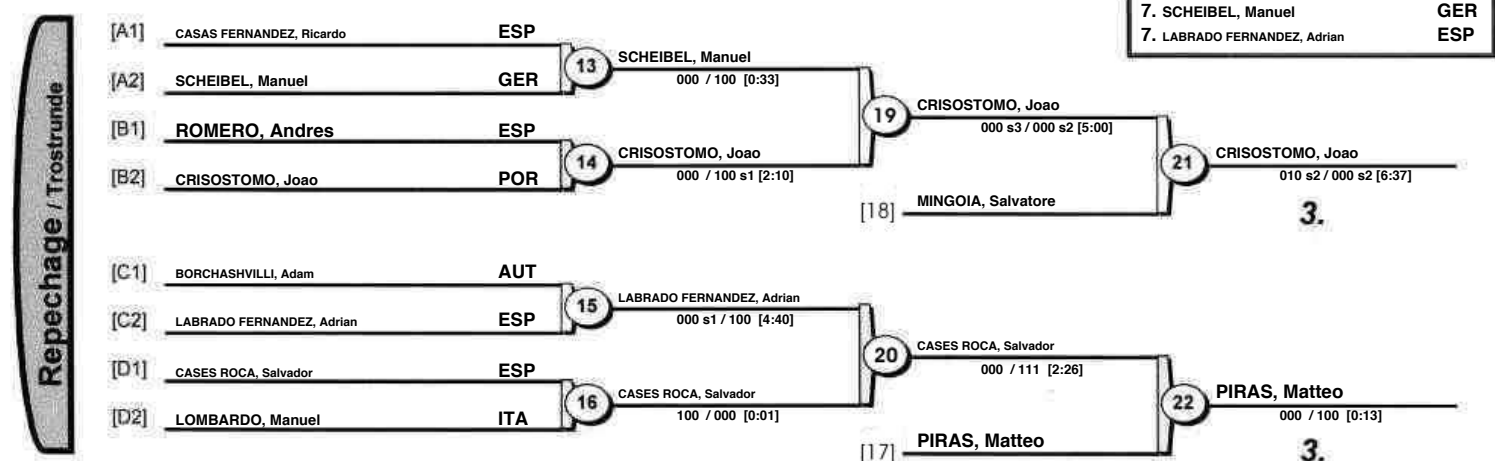 7. SCHEIBEL, Manuel GER
7. LABRADO FERNANDEZ, Adrian ESP
Repechage / Trostrunde
[A1] CASAS FERNANDEZ, Ricardo ESP
[A2] SCHEIBEL, Manuel GER
13 SCHEIBEL, Manuel
000 / 100 [0:33]
[B1] ROMERO, Andres ESP
[B2] CRISOSTOMO, Joao POR
14 CRISOSTOMO, Joao
000 / 100 s1 [2:10]
19 CRISOSTOMO, Joao
000 s3 / 000 s2 [5:00]
[18] MINGOIA, Salvatore
21 CRISOSTOMO, Joao
010 s2 / 000 s2 [6:37]
3.
[C1] BORCHASHVILLI, Adam AUT
[C2] LABRADO FERNANDEZ, Adrian ESP
15 LABRADO FERNANDEZ, Adrian
000 s1 / 100 [4:40]
[D1] CASES ROCA, Salvador ESP
[D2] LOMBARDO, Manuel ITA
16 CASES ROCA, Salvador
100 / 000 [0:01]
20 CASES ROCA, Salvador
000 / 111 [2:26]
[17] PIRAS, Matteo
22 PIRAS, Matteo
000 / 100 [0:13]
3.